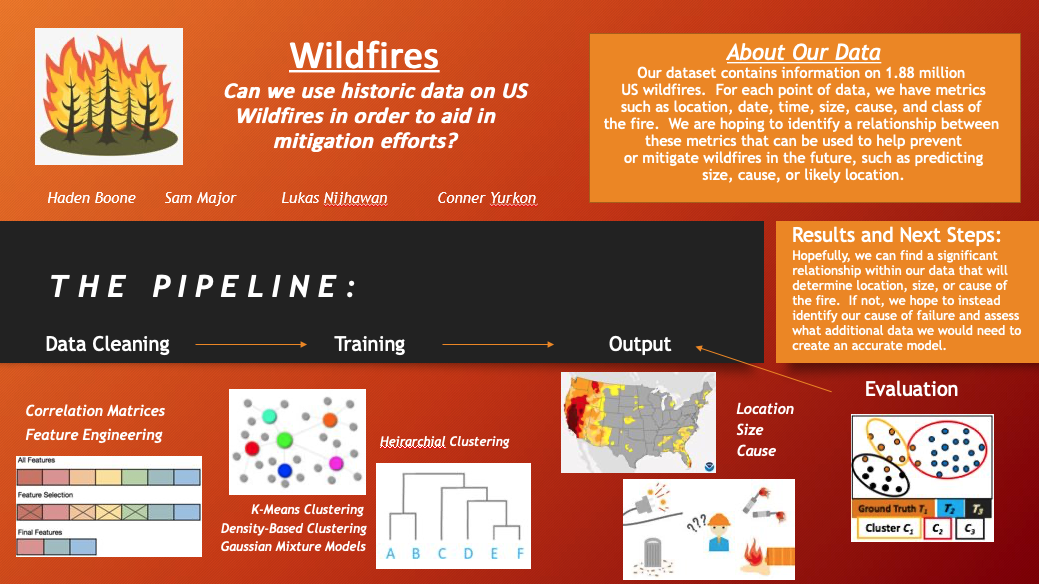 Wildfires
Can we use historic data on US
Wildfires in order to aid in
mitigation efforts?
Haden Boone Sam Major Lukas Nijhawan Conner Yurkon
About Our Data
Our dataset contains information on 1.88 million
US wildfires. For each point of data, we have metrics
such as location, date, time, size, cause, and class of
the fire. We are hoping to identify a relationship between
these metrics that can be used to help prevent
or mitigate wildfires in the future, such as predicting
size, cause, or likely location.
THE PIPELINE:
Data Cleaning Training Output
Results and Next Steps:
Hopefully, we can find a significant
relationship within our data that will
determine location, size, or cause of
the fire. If not, we hope to instead
identify our cause of failure and assess
what additional data we would need to
create an accurate model.
Correlation Matrices
Feature Engineering
All Features
Feature Selection
Final Features
K-Means Clustering
Density-Based Clustering
Gaussian Mixture Models
Heirarchial Clustering
A B C D E F
Location
Size
Cause
???
Evaluation
Ground Truth T1 T2 T3
Cluster C1 C2 C3